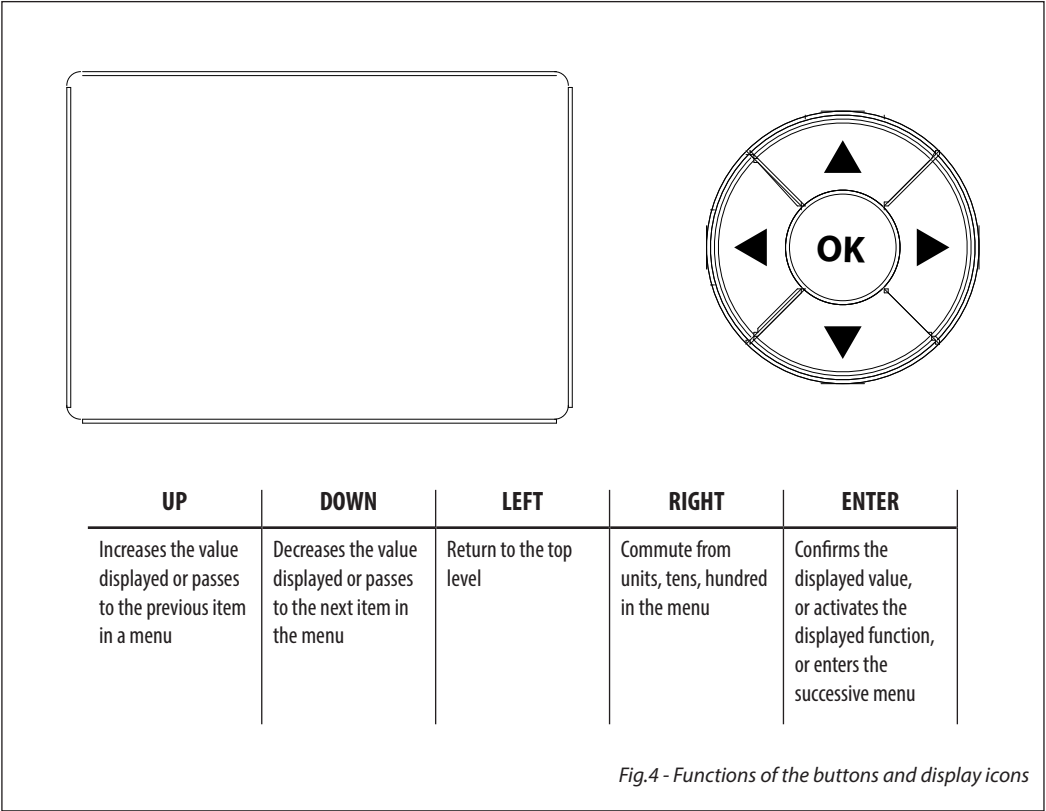 OK
UP
DOWN
LEFT
RIGHT
ENTER
Increases the value
displayed or passes
to the previous item
in a menu
Decreases the value
displayed or passes
to the next item in
the menu
Return to the top
level
Commute from
units, tens, hundred
in the menu
Confirms the
displayed value,
or activates the
displayed function,
or enters the
successive menu
Fig.4 - Functions of the buttons and display icons